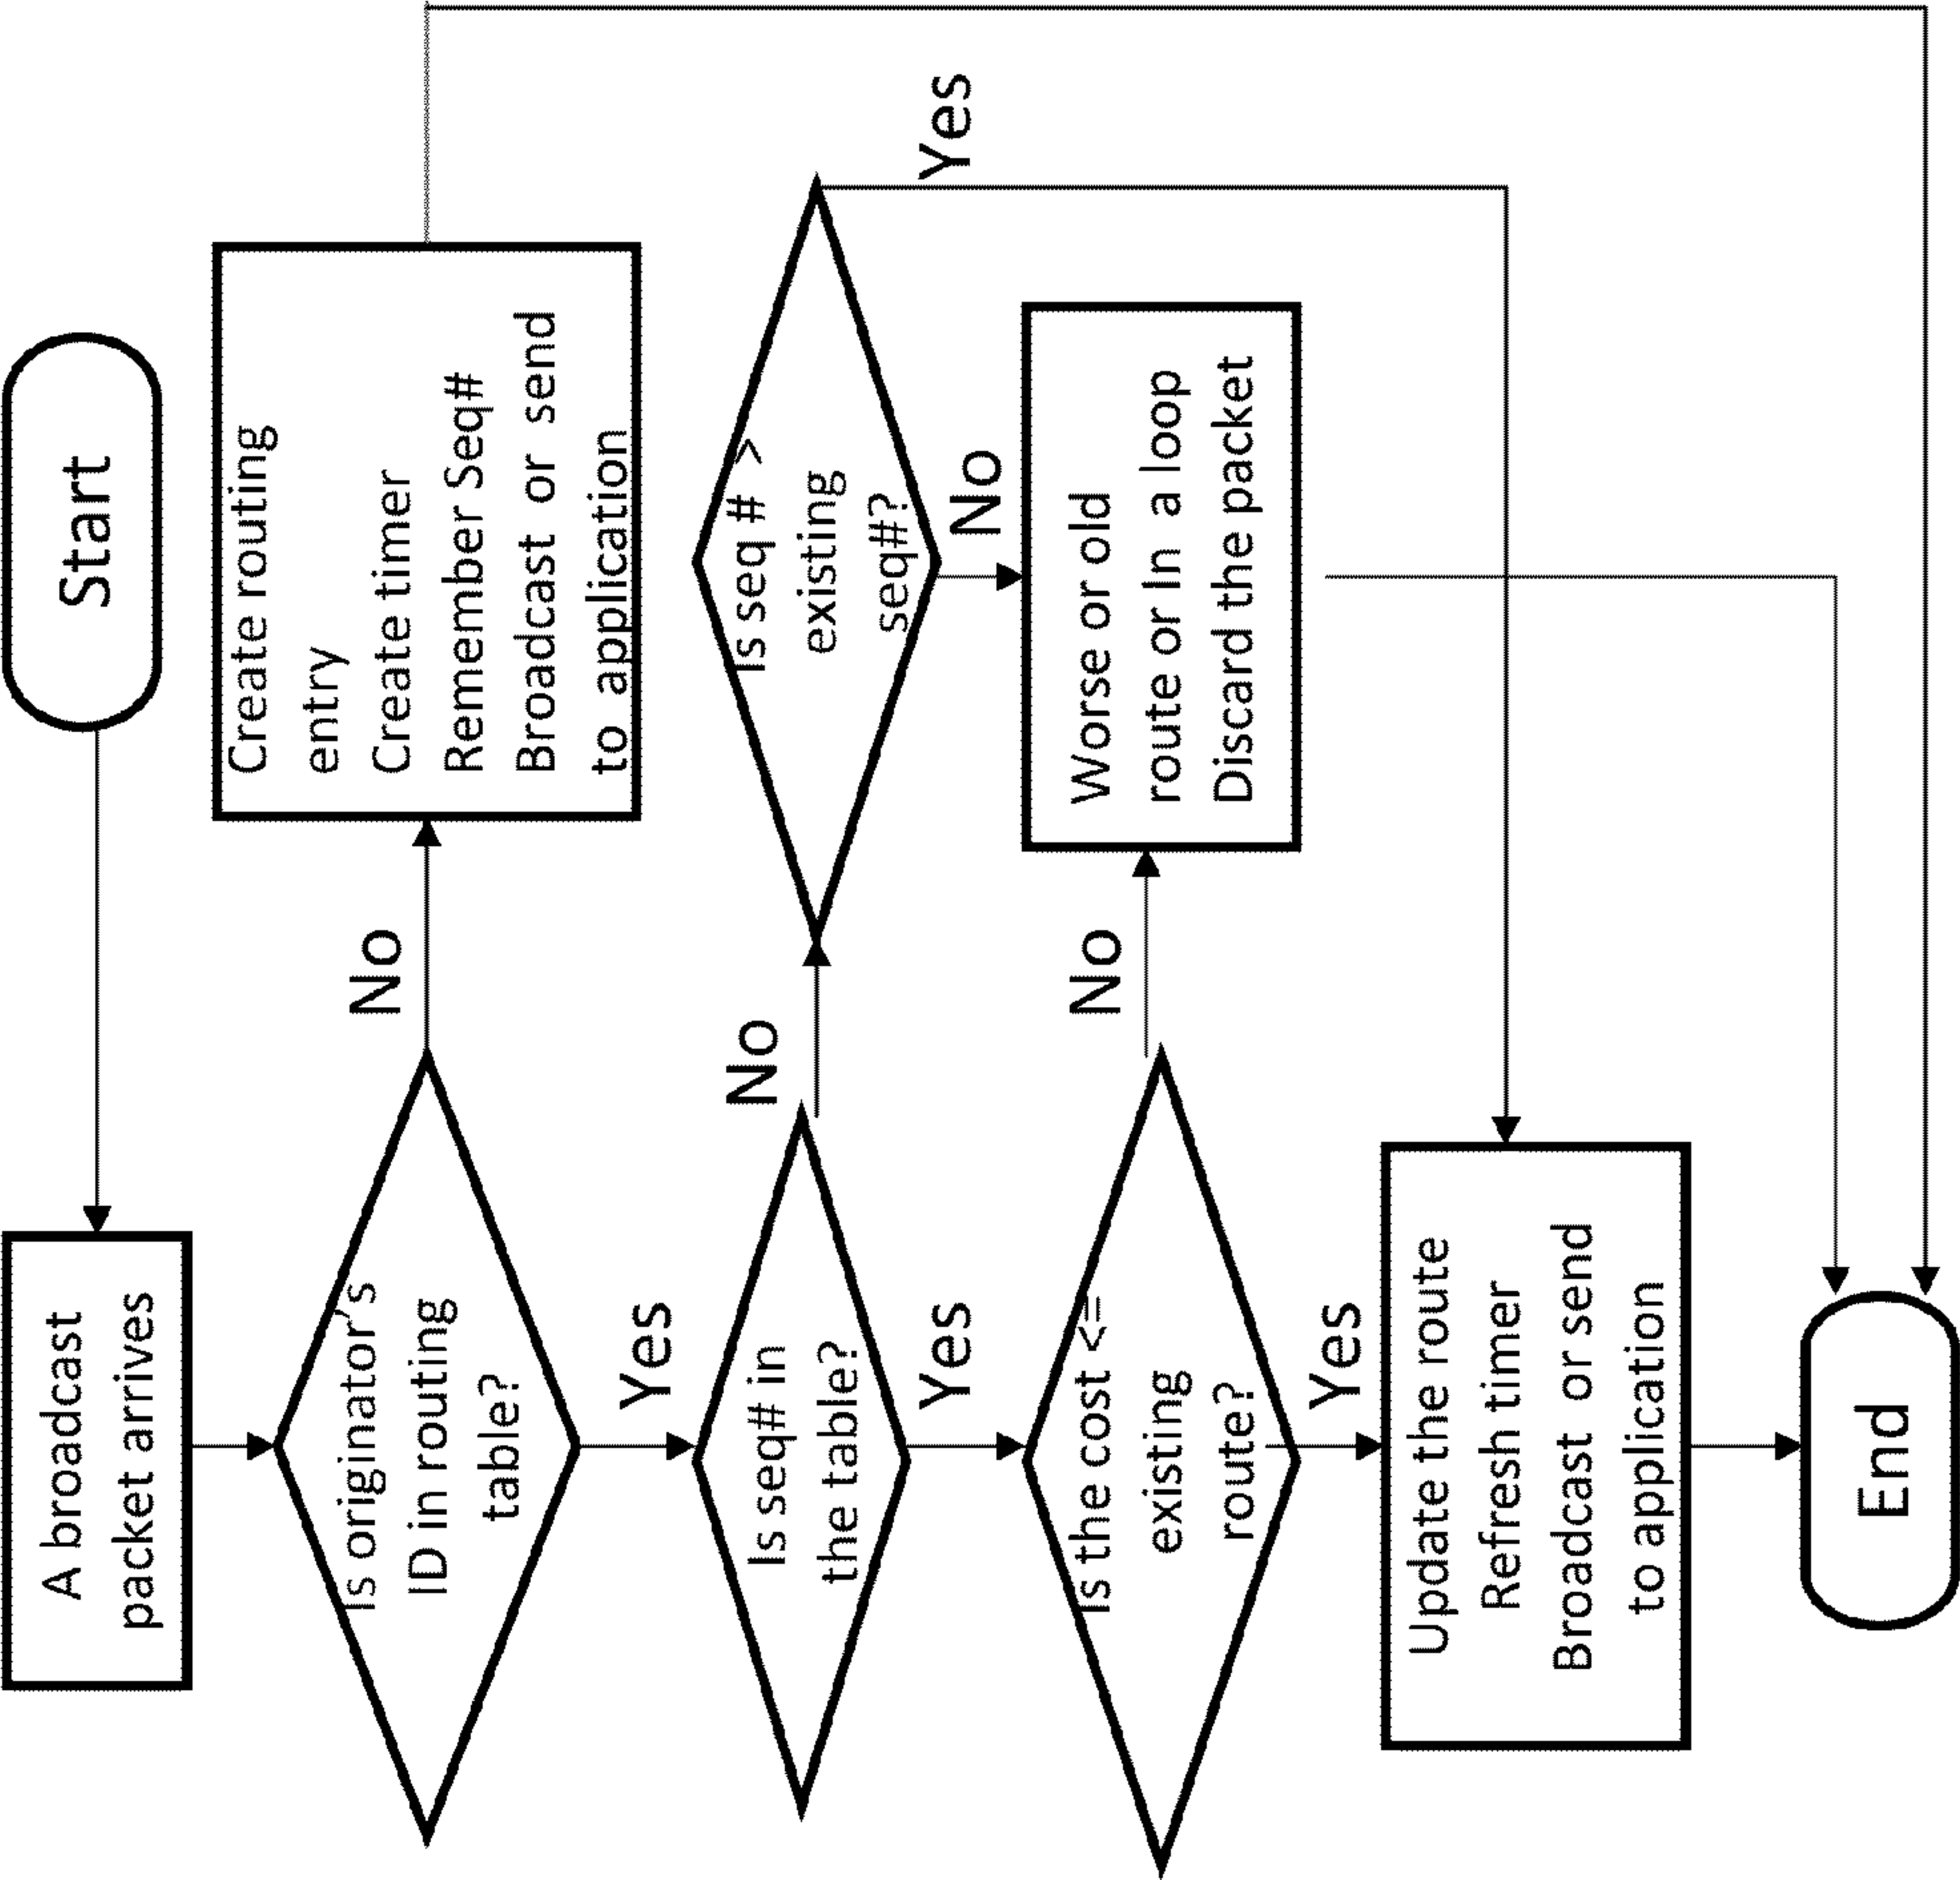 Start
A broadcast
packet arrives
Is originator's
ID in routing
table?
No
Create routing
entry
Create timer
Remember Seq#
Broadcast or send
to application
Yes
Is seq# in
the table?
No
Is seq # >
existing
seq#?
Yes
No
Yes
Is the cost <=
existing
route?
No
Worse or old
route or In a loop
Discard the packet
Yes
Update the route
Refresh timer
Broadcast or send
to application
End